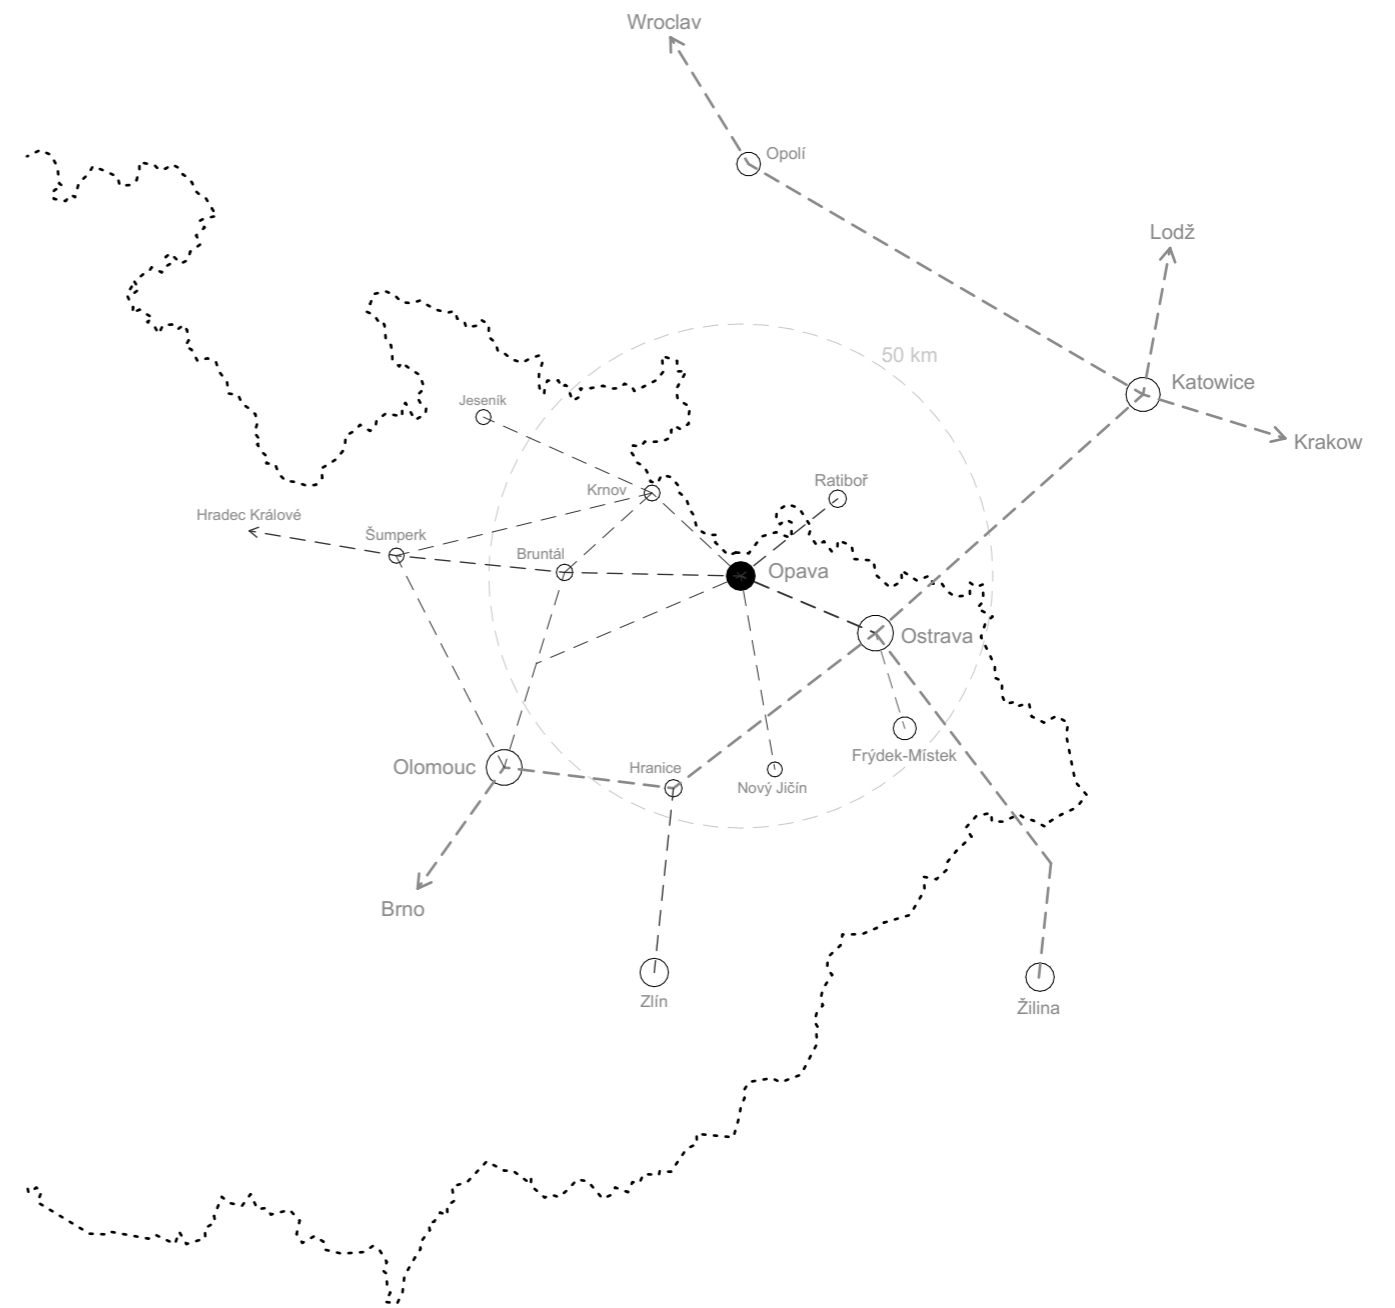 Wroclav
Opolí
Lodž
50 km
Katowice
Jeseník
Krakow
Ratiboř
Krnov
Hradec Králové
Šumperk
Bruntál
Opava
Ostrava
Frýdek-Místek
Olomouc
Hranice
Nový Jičín
Brno
Zlín
Žilina